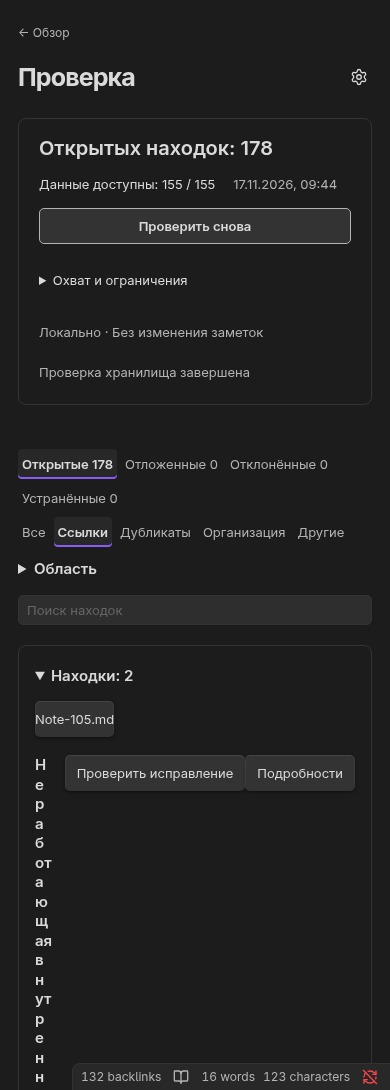 ← Обзор
Проверка
Открытых находок: 178
Данные доступны: 155 / 155 17.11.2026, 09:44
Проверить снова
Охват и ограничения
Локально · Без изменения заметок
Проверка хранилища завершена
Открытые 178 Отложенные 0 Отклонённые 0
Устранённые 0
Все Ссылки Дубликаты Организация Другие
Область
Поиск находок
Находки: 2
Note-105.md
Проверить исправление Подробности
Н
е
р
а
б
от
а
ю
щ
ая
в
н
ут
р
е
н
н
132 backlinks 16 words 123 characters